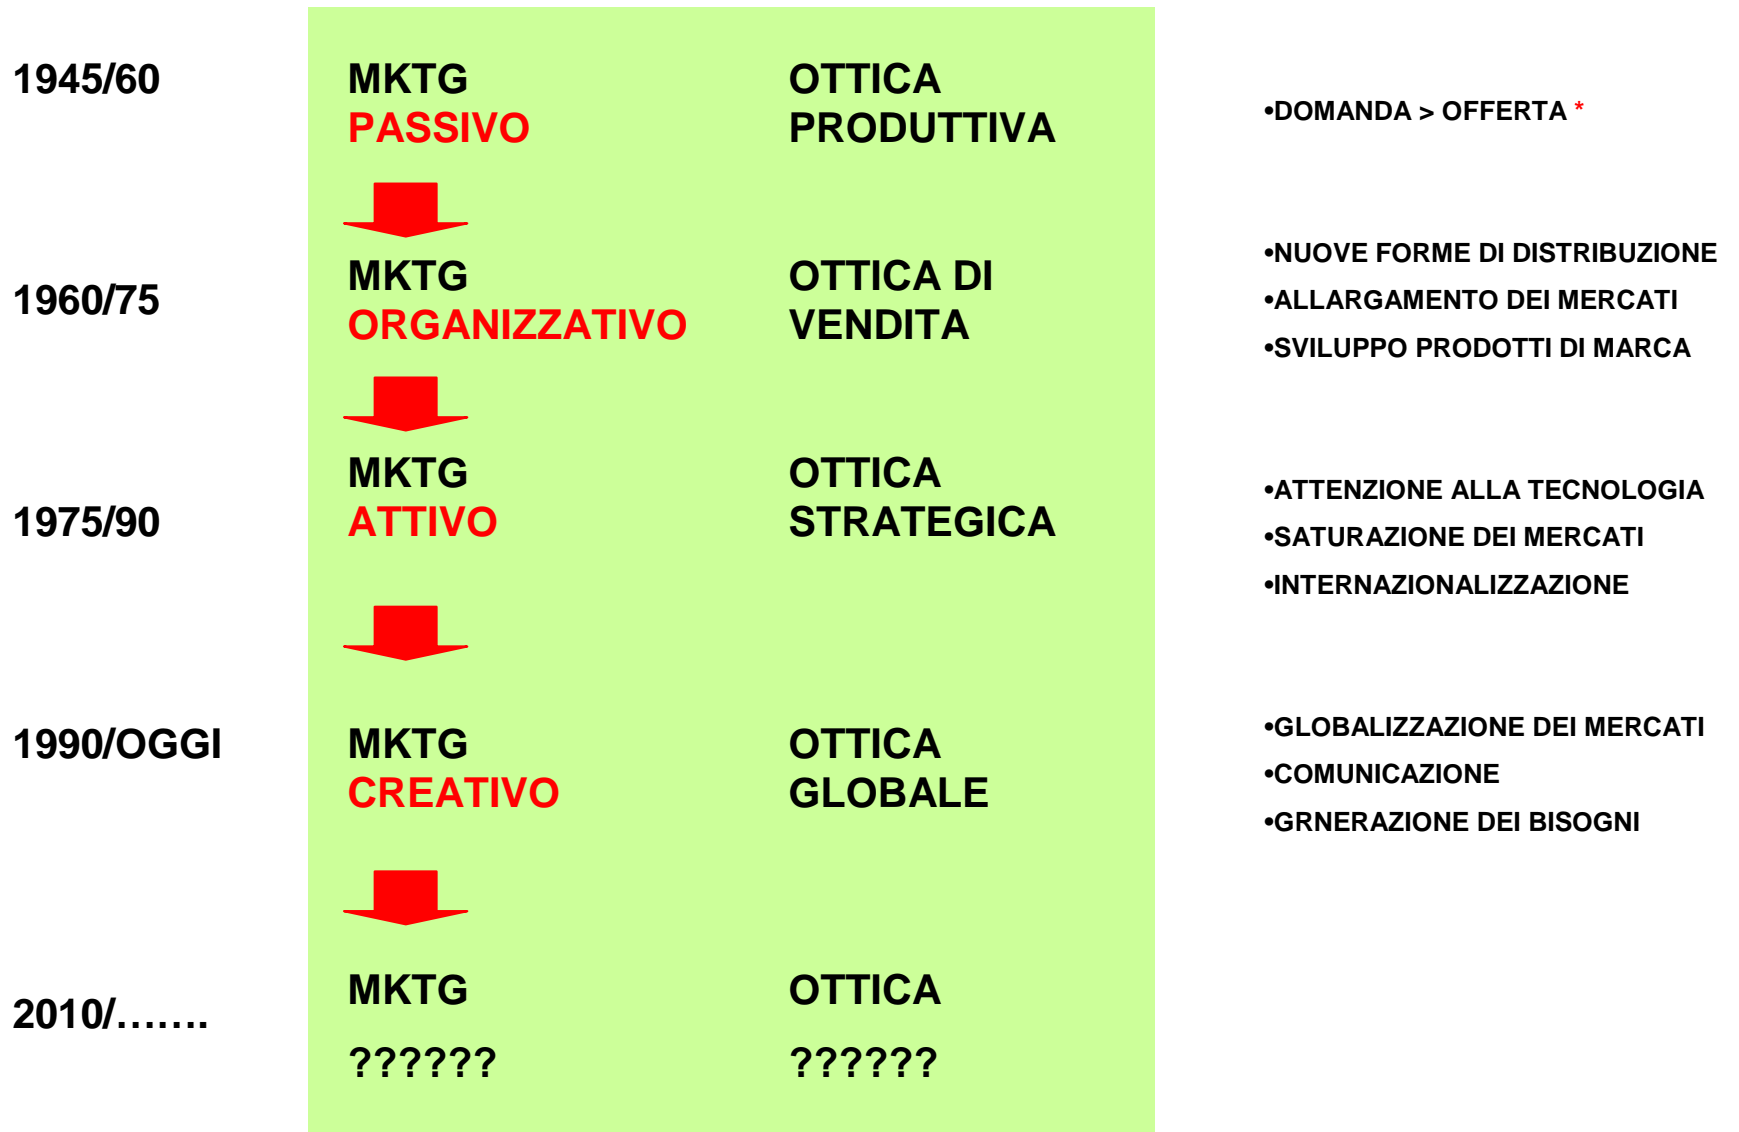 1945/60
MKTG
PASSIVO
OTTICA
PRODUTTIVA
•DOMANDA > OFFERTA *
1960/75
MKTG
ORGANIZZATIVO
OTTICA DI
VENDITA
•NUOVE FORME DI DISTRIBUZIONE
•ALLARGAMENTO DEI MERCATI
•SVILUPPO PRODOTTI DI MARCA
1975/90
MKTG
ATTIVO
OTTICA
STRATEGICA
•ATTENZIONE ALLA TECNOLOGIA
•SATURAZIONE DEI MERCATI
•INTERNAZIONALIZZAZIONE
1990/OGGI
MKTG
CREATIVO
OTTICA
GLOBALE
•GLOBALIZZAZIONE DEI MERCATI
•COMUNICAZIONE
•GRNERAZIONE DEI BISOGNI
2010/…….
MKTG
??????
OTTICA
??????